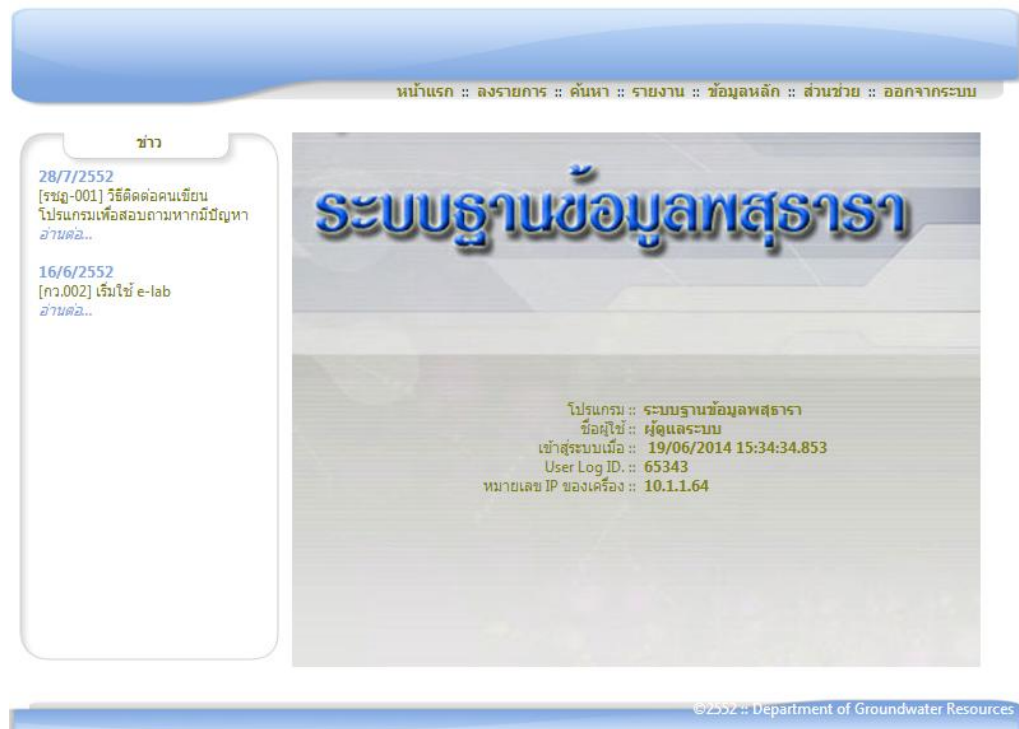 หน้าแรก :: ลงรายการ :: ค้นหา :: รายงาน :: ข้อมูลหลัก :: ส่วนช่วย :: ออกจากระบบ
ข่าว
28/7/2552
[รชฎ-001] วิธีติดต่อคนเขียน
โปรแกรมเพื่อสอบถามหากมีปัญหา
อ่านต่อ...
16/6/2552
[กว.002] เริ่มใช้ e-lab
อ่านต่อ...
ระบบฐานข้อมูลพสุธารา
โปรแกรม :: ระบบฐานข้อมูลพสุธารา
ชื่อผู้ใช้ :: ผู้ดูแลระบบ
เข้าสู่ระบบเมื่อ :: 19/06/2014 15:34:34.853
User Log ID. :: 65343
หมายเลข IP ของเครื่อง :: 10.1.1.64
©2552 :: Department of Groundwater Resources